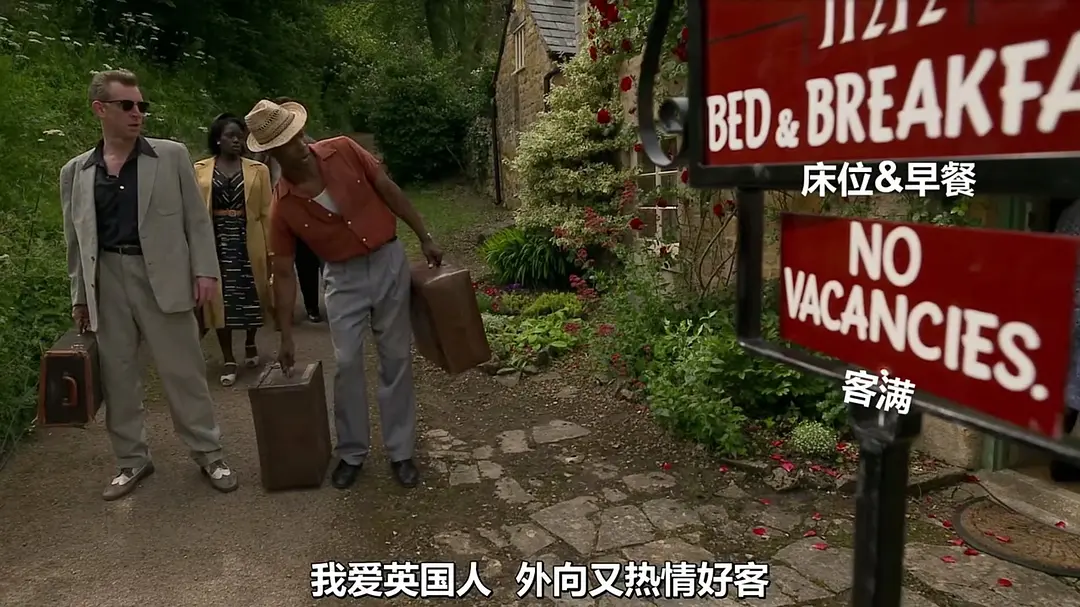 BED & BREAKFA
床位&早餐
NO
VACANCIES.
客满
我爱英国人 外向又热情好客